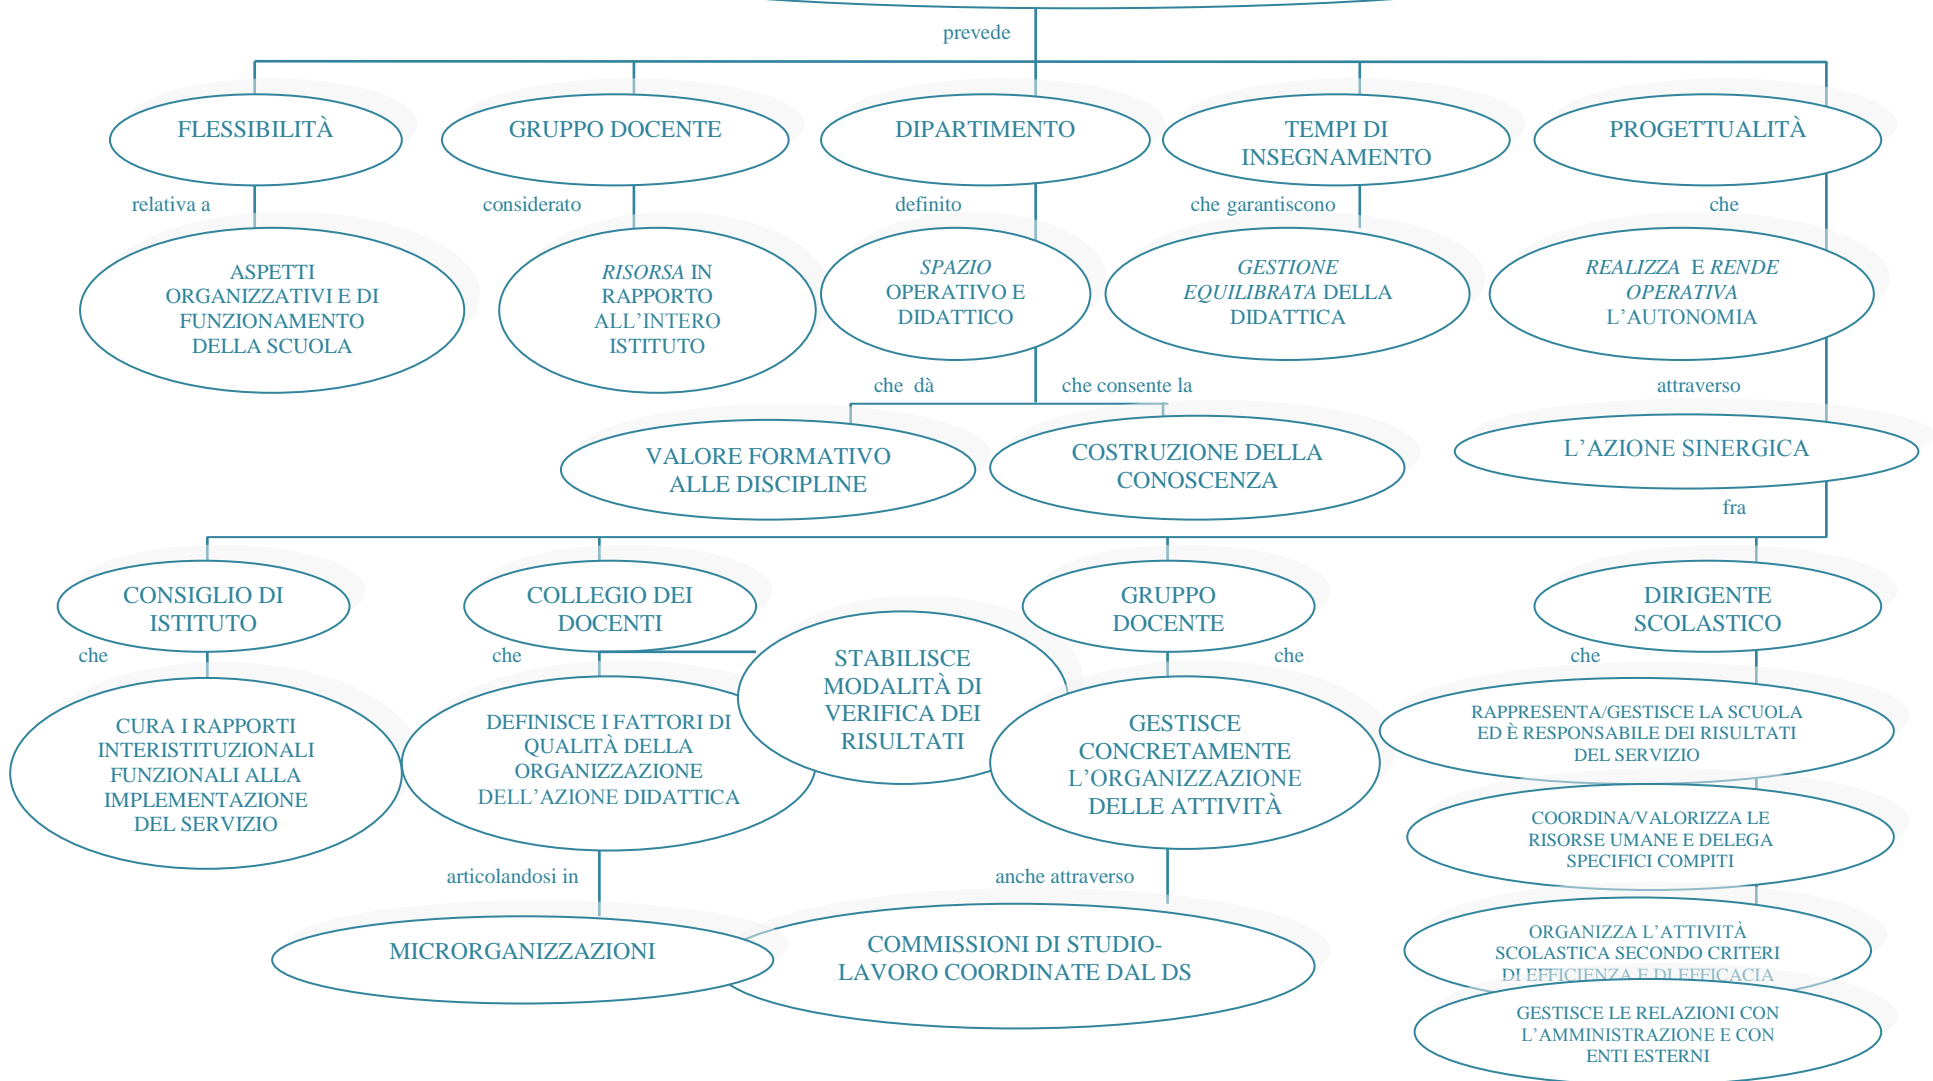 prevede
FLESSIBILITÀ
GRUPPO DOCENTE
DIPARTIMENTO
TEMPI DI
INSEGNAMENTO
PROGETTUALITÀ
relativa a
considerato
definito
che garantiscono
che
ASPETTI
ORGANIZZATIVI E DI
FUNZIONAMENTO
DELLA SCUOLA
RISORSA IN
RAPPORTO
ALL'INTERO
ISTITUTO
SPAZIO
OPERATIVO E
DIDATTICO
GESTIONE
EQUILIBRATA DELLA
DIDATTICA
REALIZZA E RENDE
OPERATIVA
L'AUTONOMIA
che dà
che consente la
attraverso
VALORE FORMATIVO
ALLE DISCIPLINE
COSTRUZIONE DELLA
CONOSCENZA
L'AZIONE SINERGICA
fra
CONSIGLIO DI
ISTITUTO
COLLEGIO DEI
DOCENTI
GRUPPO
DOCENTE
DIRIGENTE
SCOLASTICO
che
che
che
che
CURA I RAPPORTI
INTERISTITUZIONALI
FUNZIONALI ALLA
IMPLEMENTAZIONE
DEL SERVIZIO
DEFINISCE I FATTORI DI
QUALITÀ DELLA
ORGANIZZAZIONE
DELL'AZIONE DIDATTICA
STABILISCE
MODALITÀ DI
VERIFICA DEI
RISULTATI
GESTISCE
CONCRETAMENTE
L'ORGANIZZAZIONE
DELLE ATTIVITÀ
RAPPRESENTA/GESTISCE LA SCUOLA
ED È RESPONSABILE DEI RISULTATI
DEL SERVIZIO
COORDINA/VALORIZZA LE
RISORSE UMANE E DELEGA
SPECIFICI COMPITI
articolandosi in
anche attraverso
MICRORGANIZZAZIONI
COMMISSIONI DI STUDIO-
LAVORO COORDINATE DAL DS
ORGANIZZA L'ATTIVITÀ
SCOLASTICA SECONDO CRITERI
DI EFFICIENZA E DI EFFICACIA
GESTISCE LE RELAZIONI CON
L'AMMINISTRAZIONE E CON
ENTI ESTERNI